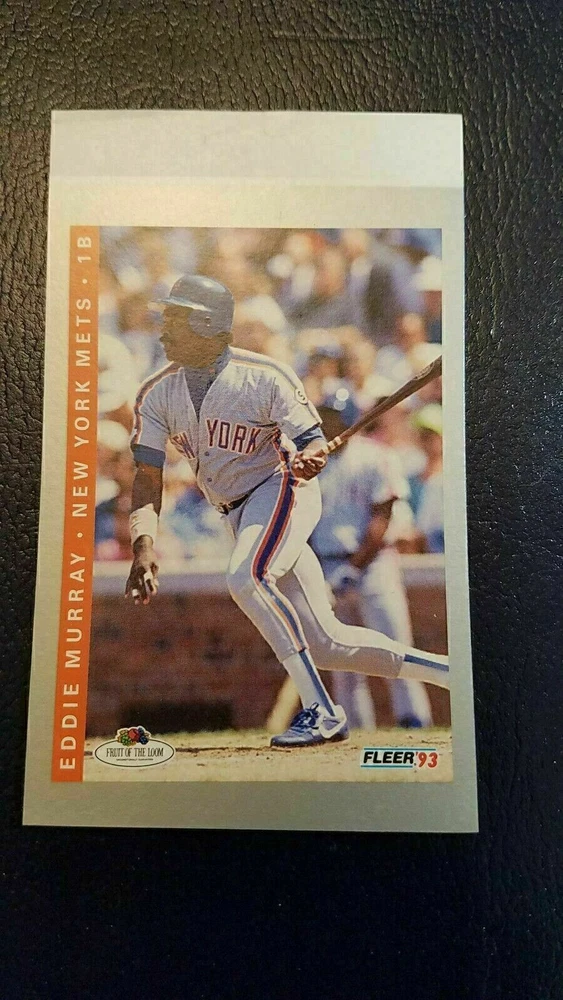 EDDIE MURRAY • NEW YORK METS • 1B
YORK
FRUIT OF THE LOOM
FLEER '93